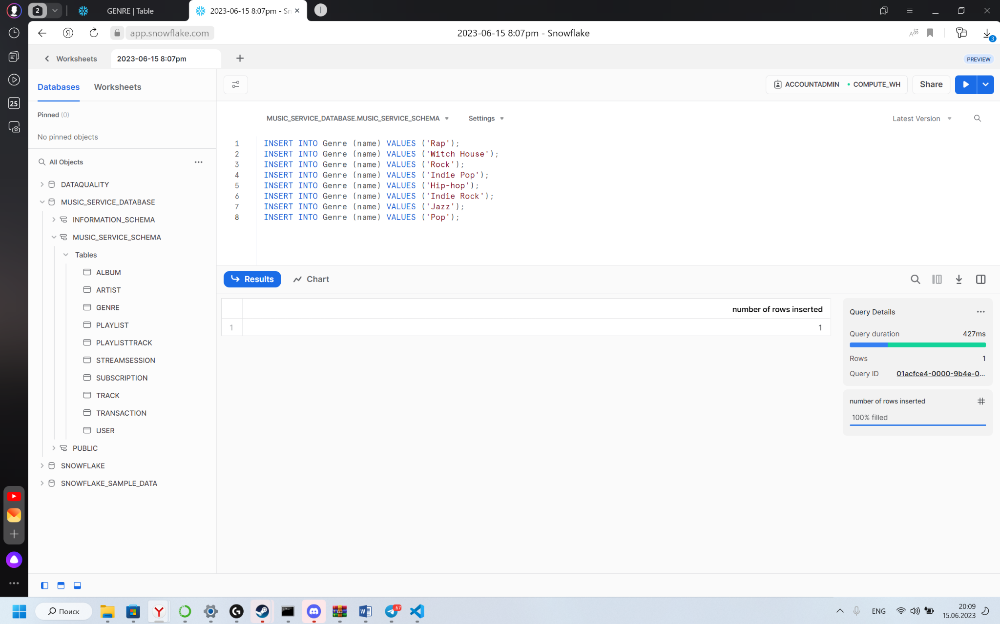 2
GENRE | Table
2023-06-15 8:07pm - Sn
app.snowflake.com
2023-06-15 8:07pm - Snowflake
3
Worksheets
2023-06-15 8:07pm
PREVIEW
25
Databases
Worksheets
ACCOUNTADMIN
COMPUTE_WH
Share
Pinned (0)
No pinned objects
MUSIC_SERVICE_DATABASE.MUSIC_SERVICE_SCHEMA
Settings
Latest Version
All Objects
DATAQUALITY
MUSIC_SERVICE_DATABASE
INFORMATION_SCHEMA
MUSIC_SERVICE_SCHEMA
Tables
ALBUM
ARTIST
GENRE
PLAYLIST
PLAYLISTTRACK
STREAMSESSION
SUBSCRIPTION
TRACK
TRANSACTION
USER
PUBLIC
SNOWFLAKE
SNOWFLAKE_SAMPLE_DATA
1 INSERT INTO Genre (name) VALUES ('Rap');
2 INSERT INTO Genre (name) VALUES ('Witch House');
3 INSERT INTO Genre (name) VALUES ('Rock');
4 INSERT INTO Genre (name) VALUES ('Indie Pop');
5 INSERT INTO Genre (name) VALUES ('Hip-hop');
6 INSERT INTO Genre (name) VALUES ('Indie Rock');
7 INSERT INTO Genre (name) VALUES ('Jazz');
8 INSERT INTO Genre (name) VALUES ('Pop');
Results
Chart
number of rows inserted
1 1
Query Details
Query duration 427ms
Rows 1
Query ID 01acfce4-0000-9b4e-0...
number of rows inserted
100% filled
Поиск
67
ENG
20:09
15.06.2023